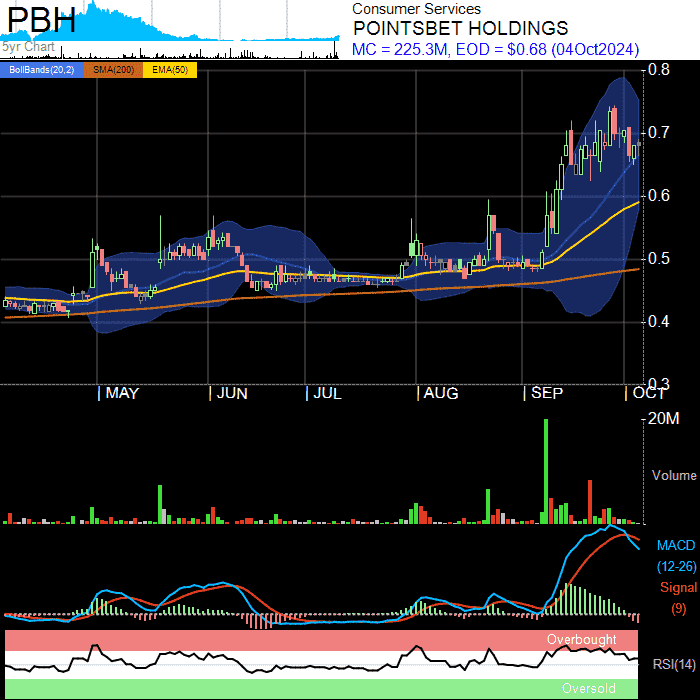 PBH
5yr Chart
Consumer Services
POINTSBET HOLDINGS
MC = 225.3M, EOD = $0.68 (04Oct2024)
BollBands(20,2) SMA(200) EMA(50)
0.8
0.7
0.6
0.5
0.4
0.3
MAY JUN JUL AUG SEP OCT
20M
Volume
MACD
(12-26)
Signal
(9)
Overbought
RSI(14)
Oversold